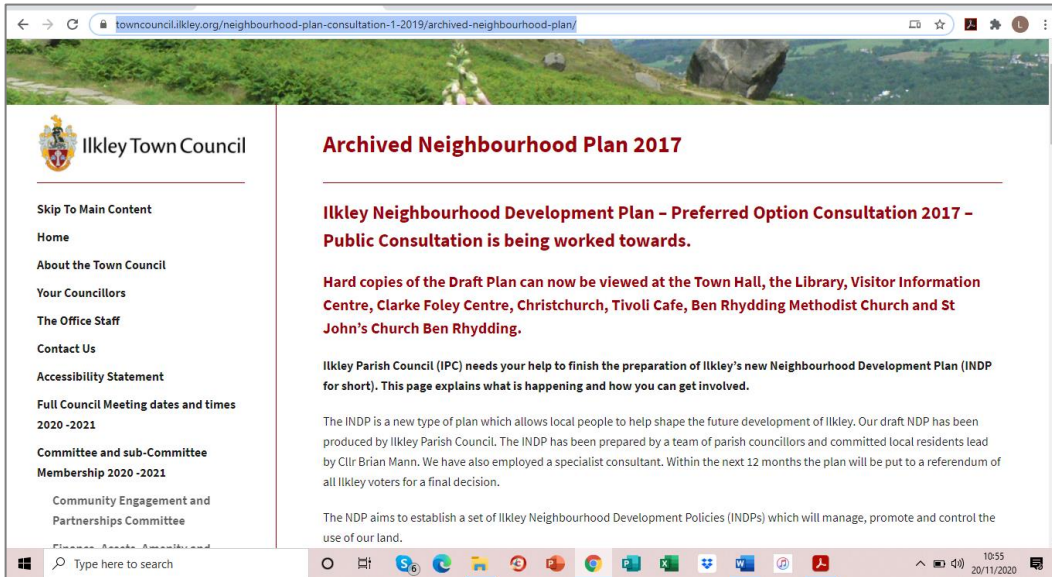 towncouncil.ilkley.org/neighbourhood-plan-consultation-1-2019/archived-neighbourhood-plan/
L
Ilkley Town Council
Skip To Main Content
Home
About the Town Council
Your Councillors
The Office Staff
Contact Us
Accessibility Statement
Full Council Meeting dates and times
2020 -2021
Committee and sub-Committee
Membership 2020 -2021
Community Engagement and
Partnerships Committee
Finance, Assets, Amenity and
Archived Neighbourhood Plan 2017
Ilkley Neighbourhood Development Plan – Preferred Option Consultation 2017 –
Public Consultation is being worked towards.
Hard copies of the Draft Plan can now be viewed at the Town Hall, the Library, Visitor Information
Centre, Clarke Foley Centre, Christchurch, Tivoli Cafe, Ben Rhydding Methodist Church and St
John’s Church Ben Rhydding.
Ilkley Parish Council (IPC) needs your help to finish the preparation of Ilkley’s new Neighbourhood Development Plan (INDP
for short). This page explains what is happening and how you can get involved.
The INDP is a new type of plan which allows local people to help shape the future development of Ilkley. Our draft NDP has been
produced by Ilkley Parish Council. The INDP has been prepared by a team of parish councillors and committed local residents lead
by Cllr Brian Mann. We have also employed a specialist consultant. Within the next 12 months the plan will be put to a referendum of
all Ilkley voters for a final decision.
The NDP aims to establish a set of Ilkley Neighbourhood Development Policies (INDPs) which will manage, promote and control the
use of our land.
Type here to search
6
10:55
20/11/2020